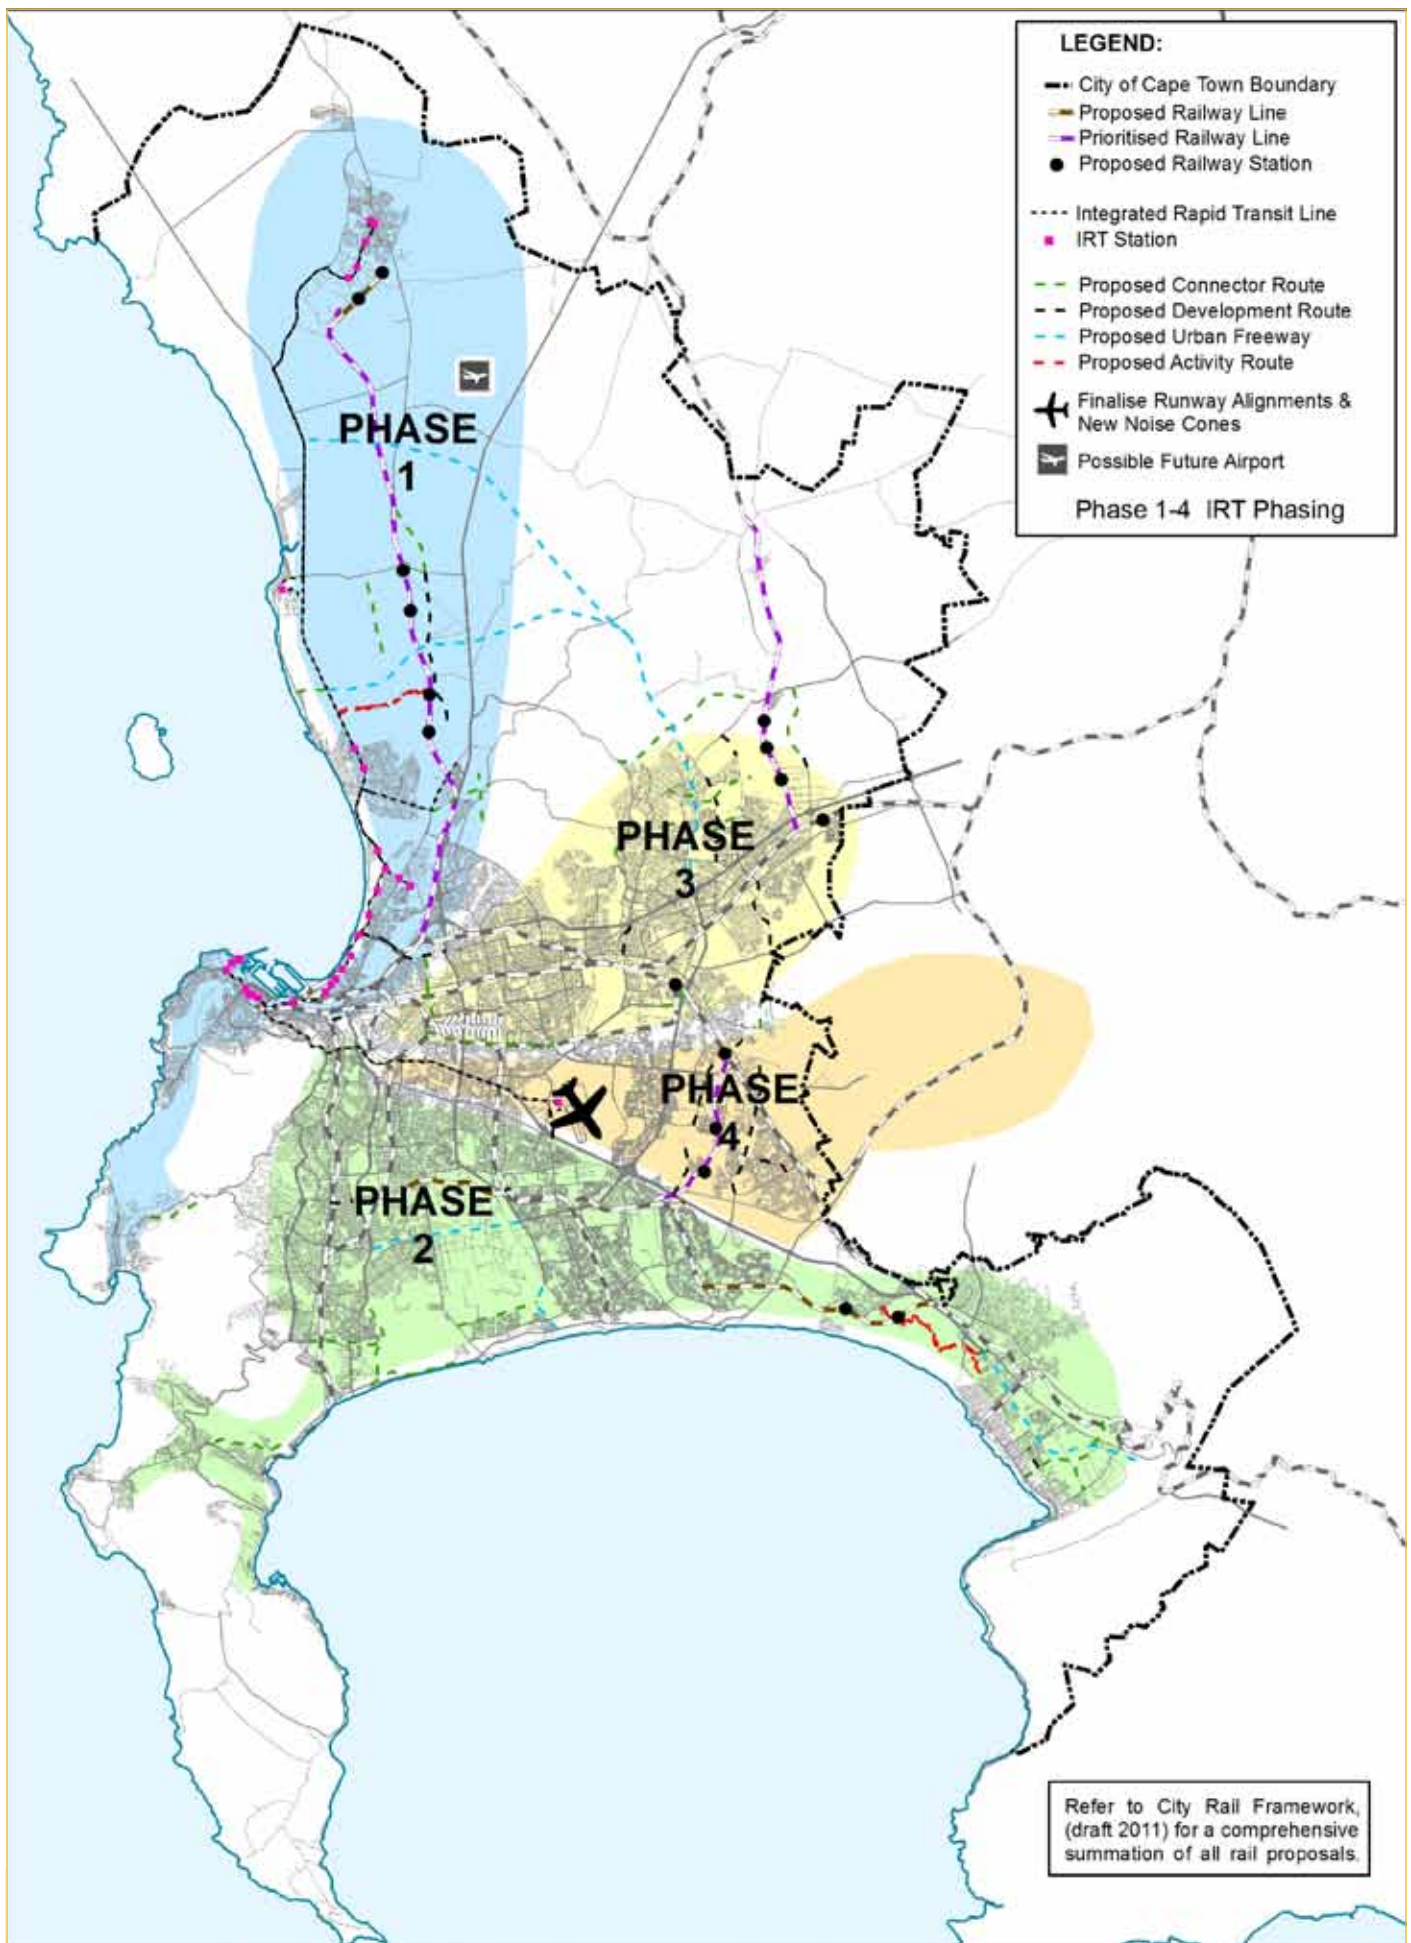 LEGEND:
City of Cape Town Boundary
Proposed Railway Line
Prioritised Railway Line
Proposed Railway Station
Integrated Rapid Transit Line
IRT Station
Proposed Connector Route
Proposed Development Route
Proposed Urban Freeway
Proposed Activity Route
Finalise Runway Alignments &
New Noise Cones
Possible Future Airport
Phase 1-4 IRT Phasing
PHASE
1
PHASE
3
PHASE
4
PHASE
2
Refer to City Rail Framework,
(draft 2011) for a comprehensive
summation of all rail proposals.